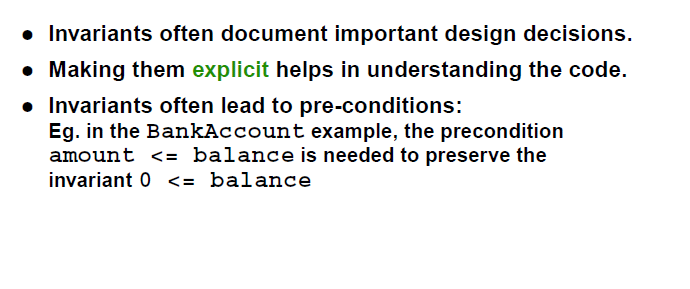 • Invariants often document important design decisions.
• Making them explicit helps in understanding the code.
• Invariants often lead to pre-conditions:
Eg. in the BankAccount example, the precondition
amount <= balance is needed to preserve the
invariant 0 <= balance